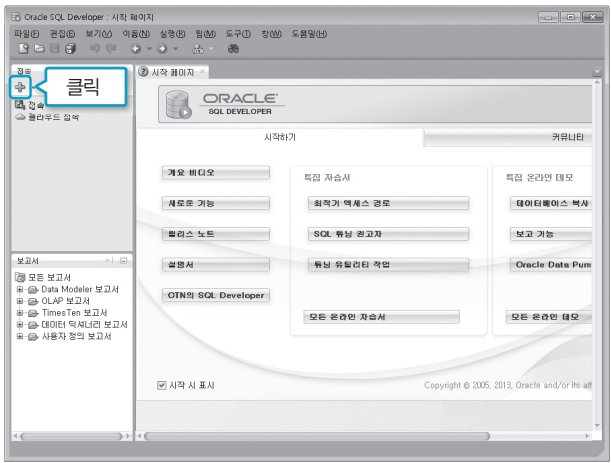 Oracle SQL Developer : 시작 페이지
파일(F) 편집(E) 보기(V) 이동(N) 실행(R) 팀(M) 도구(T) 창(W) 도움말(H)
접속
시작 페이지
클릭
접속
클라우드 접속
ORACLE
SQL DEVELOPER
시작하기
커뮤니티
개요 비디오
새로운 기능
릴리스 노트
설명서
OTN의 SQL Developer
특집 자습서
최적기 액세스 경로
SQL 튜닝 권고자
튜닝 유틸리티 작업
모든 온라인 자습서
특집 온라인 데모
데이터베이스 복사
보고 기능
Oracle Data Pum
모든 온라인 데모
보고서
모든 보고서
Data Modeler 보고서
OLAP 보고서
TimesTen 보고서
데이터 딕셔너리 보고서
사용자 정의 보고서
시작 시 표시
Copyright © 2005, 2013, Oracle and/or its aff